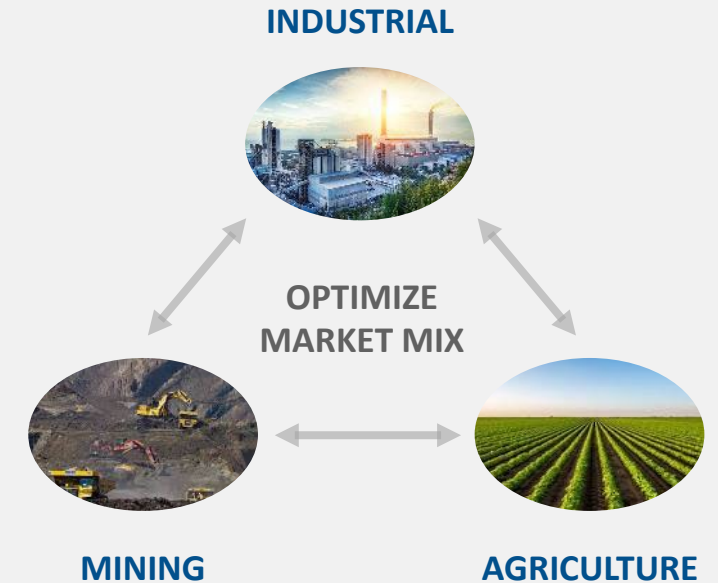 INDUSTRIAL
OPTIMIZE
MARKET MIX
MINING
AGRICULTURE